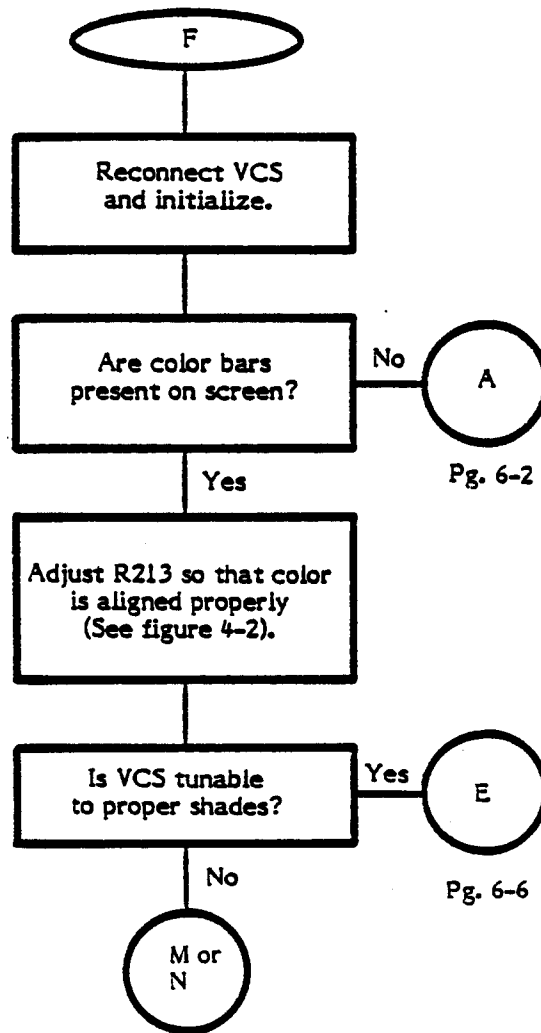 F
Reconnect VCS
and initialize.
Are color bars
present on screen?
No
A
Pg. 6-2
Yes
Adjust R213 so that color
is aligned properly
(See figure 4-2).
Is VCS tunable
to proper shades?
Yes
E
Pg. 6-6
No
M or
N